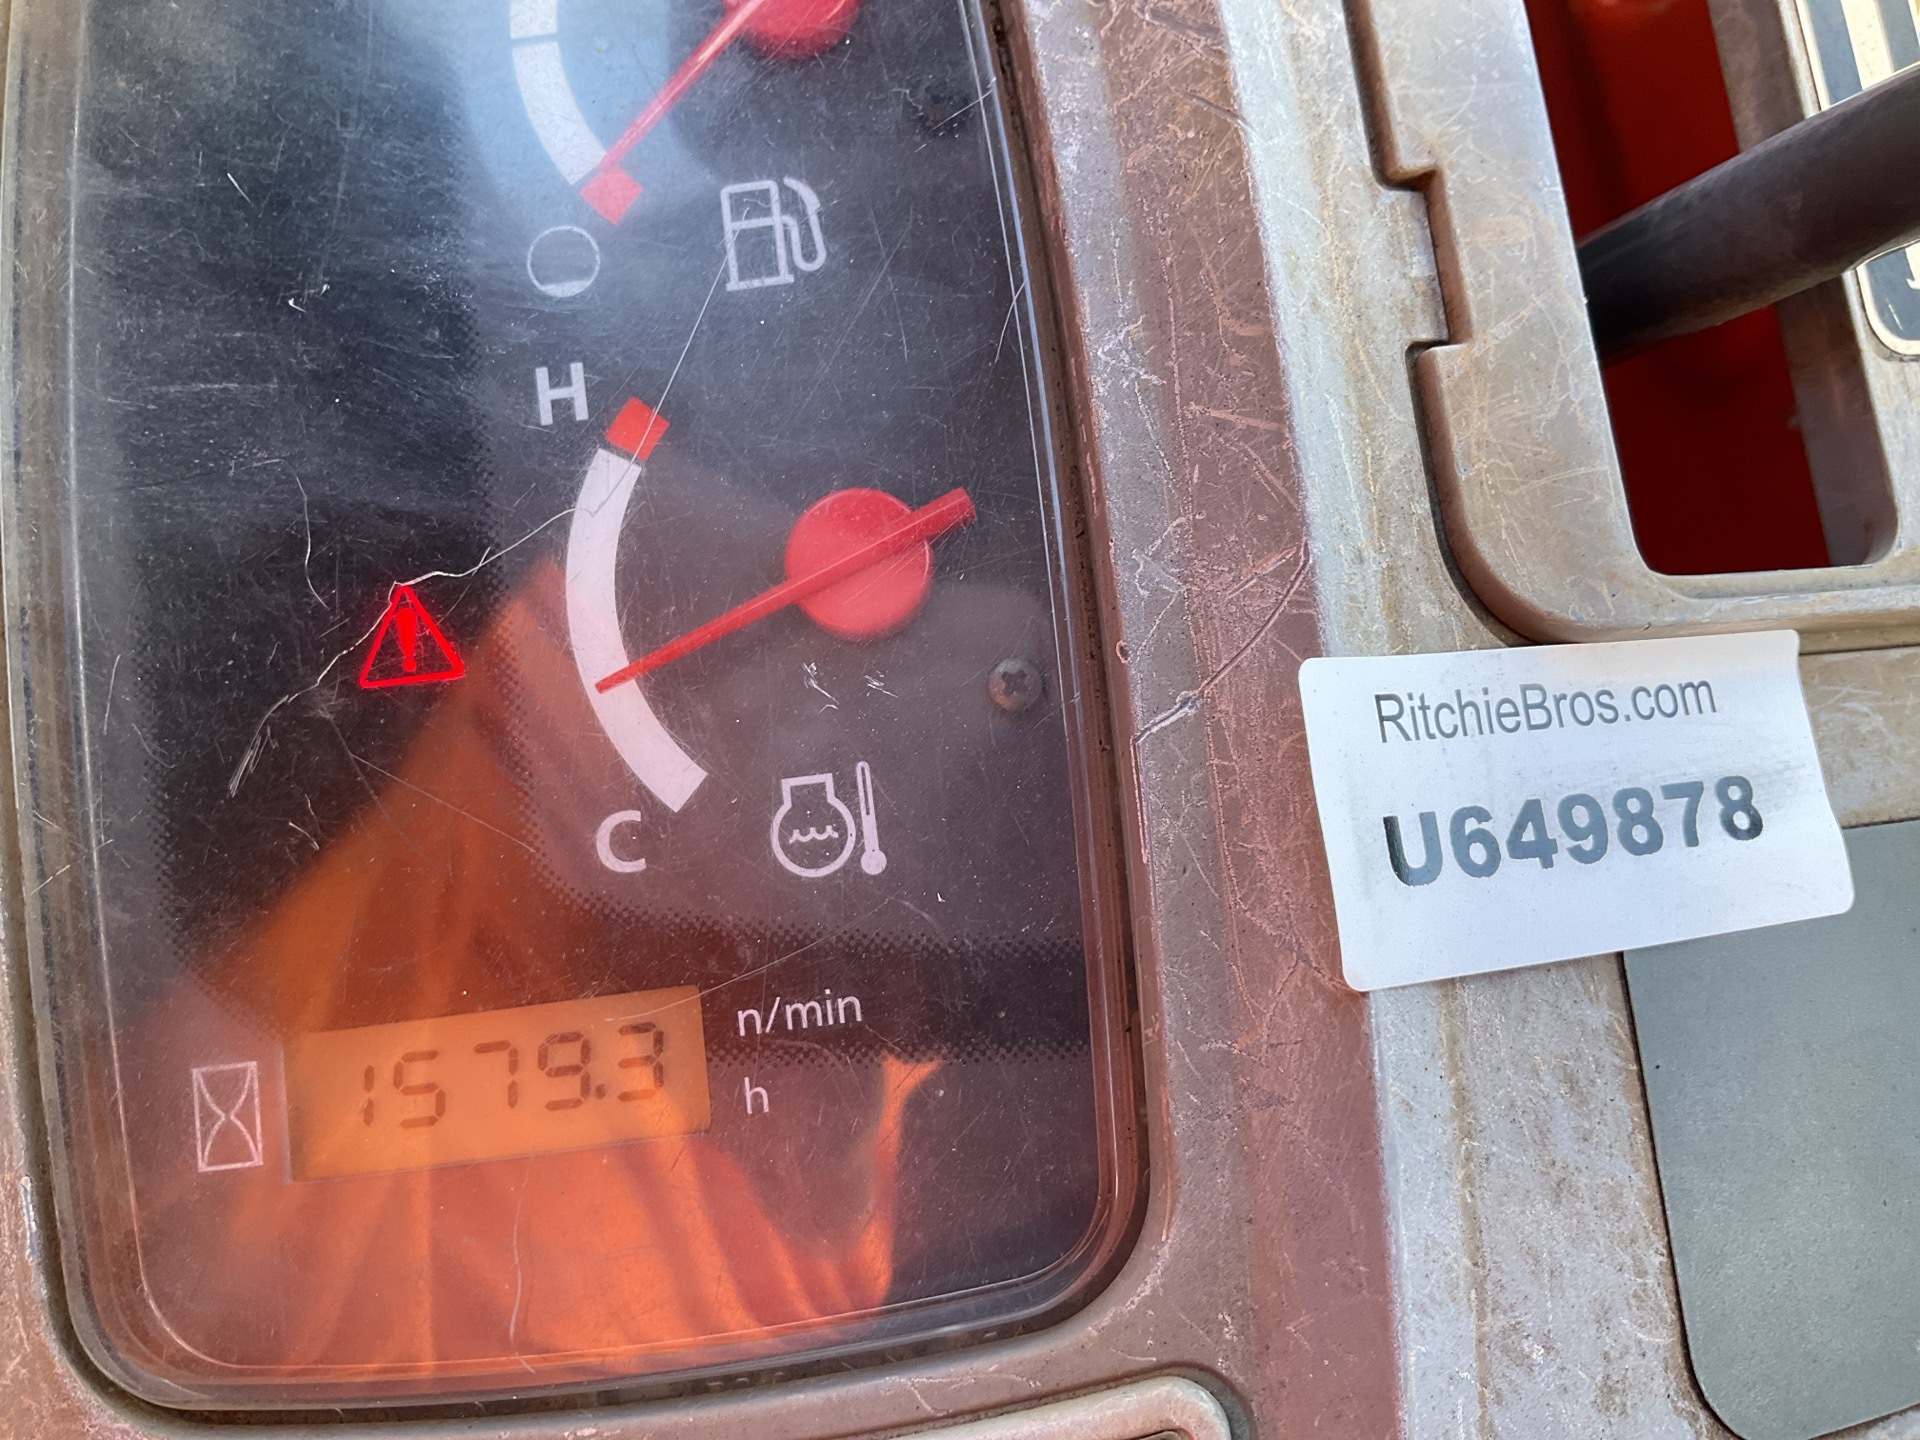 H
C
n/min
1579.3
h
RitchieBros.com
U649878